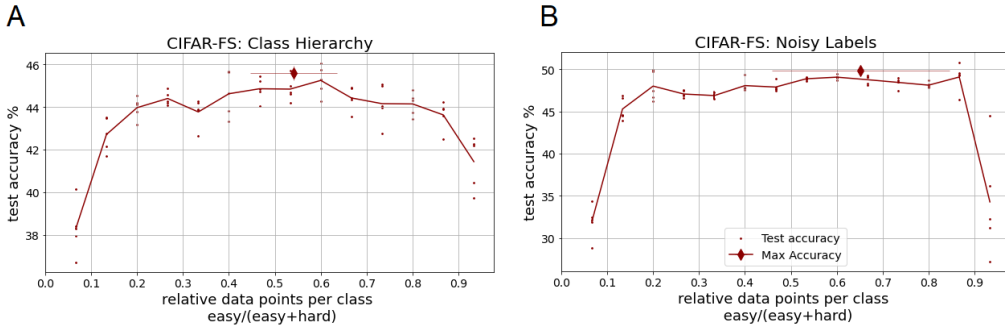 A
CIFAR-FS: Class Hierarchy
test accuracy %
46
44
42
40
38
0.0 0.1 0.2 0.3 0.4 0.5 0.6 0.7 0.8 0.9
relative data points per class
easy/(easy+hard)
B
CIFAR-FS: Noisy Labels
test accuracy %
50
45
40
35
30
Test accuracy
Max Accuracy
0.0 0.1 0.2 0.3 0.4 0.5 0.6 0.7 0.8 0.9
relative data points per class
easy/(easy+hard)